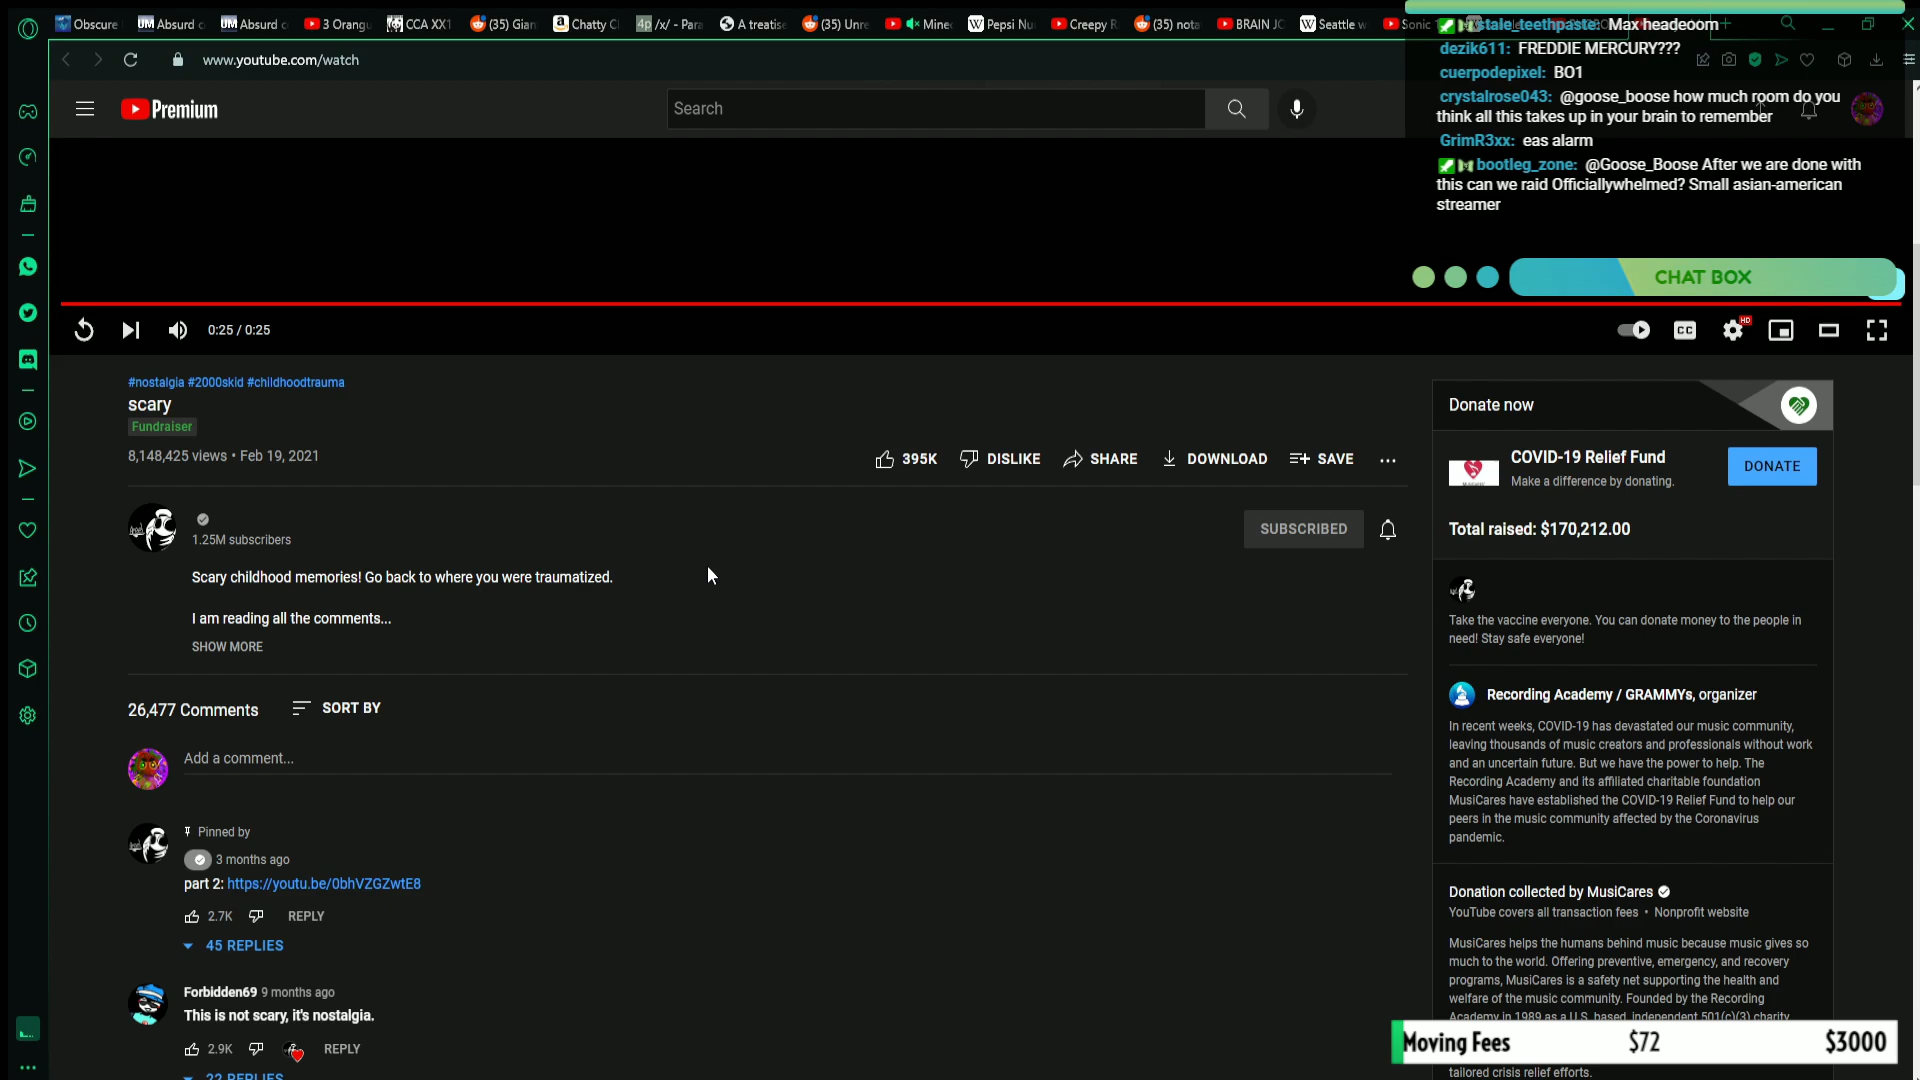 Obscure
Absurd
Absurd
3 Orang
CCA XX1
(35) Gian
Chatty C
/x/ - Para
A treatise
(35) Unre
Mine
Pepsi Nu
Creepy R
(35) nota
BRAIN JC
Seattle w
Sonic
www.youtube.com/watch
Premium
Search
stale_teethpaste: Max headeoom
dezik611: FREDDIE MERCURY???
cuerpodepixel: BO1
crystalrose043: @goose_boose how much room do you
think all this takes up in your brain to remember
GrimR3xx: eas alarm
bootleg_zone: @Goose_Boose After we are done with
this can we raid Officiallywhelmed? Small asian-american
streamer
CHAT BOX
0:25 / 0:25
CC
HD
#nostalgia #2000skid #childhoodtrauma
scary
Fundraiser
8,148,425 views • Feb 19, 2021
395K
DISLIKE
SHARE
DOWNLOAD
SAVE
1.25M subscribers
SUBSCRIBED
Scary childhood memories! Go back to where you were traumatized.
I am reading all the comments...
SHOW MORE
26,477 Comments
SORT BY
Add a comment...
Pinned by
3 months ago
part 2: https://youtu.be/0bhVZGZwtE8
2.7K
REPLY
45 REPLIES
Forbidden69 9 months ago
This is not scary, it's nostalgia.
2.9K
REPLY
22 REPLIES
Donate now
COVID-19 Relief Fund
Make a difference by donating.
DONATE
Total raised: $170,212.00
Take the vaccine everyone. You can donate money to the people in
need! Stay safe everyone!
Recording Academy / GRAMMYs, organizer
In recent weeks, COVID-19 has devastated our music community,
leaving thousands of music creators and professionals without work
and an uncertain future. But we have the power to help. The
Recording Academy and its affiliated charitable foundation
MusiCares have established the COVID-19 Relief Fund to help our
peers in the music community affected by the Coronavirus
pandemic.
Donation collected by MusiCares
YouTube covers all transaction fees • Nonprofit website
MusiCares helps the humans behind music because music gives so
much to the world. Offering preventive, emergency, and recovery
programs, MusiCares is a safety net supporting the health and
welfare of the music community. Founded by the Recording
Academy in 1989 as a U.S. based, independent 501(c)(3) charity
Moving Fees $72 $3000
tailored crisis relief efforts.